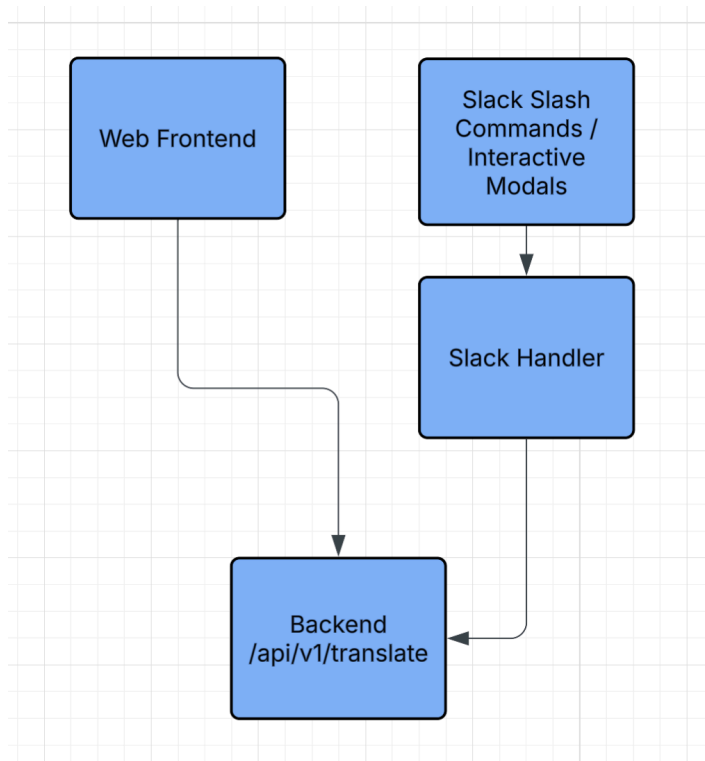 Web Frontend
Slack Slash
Commands /
Interactive
Modals
Slack Handler
Backend
/api/v1/translate